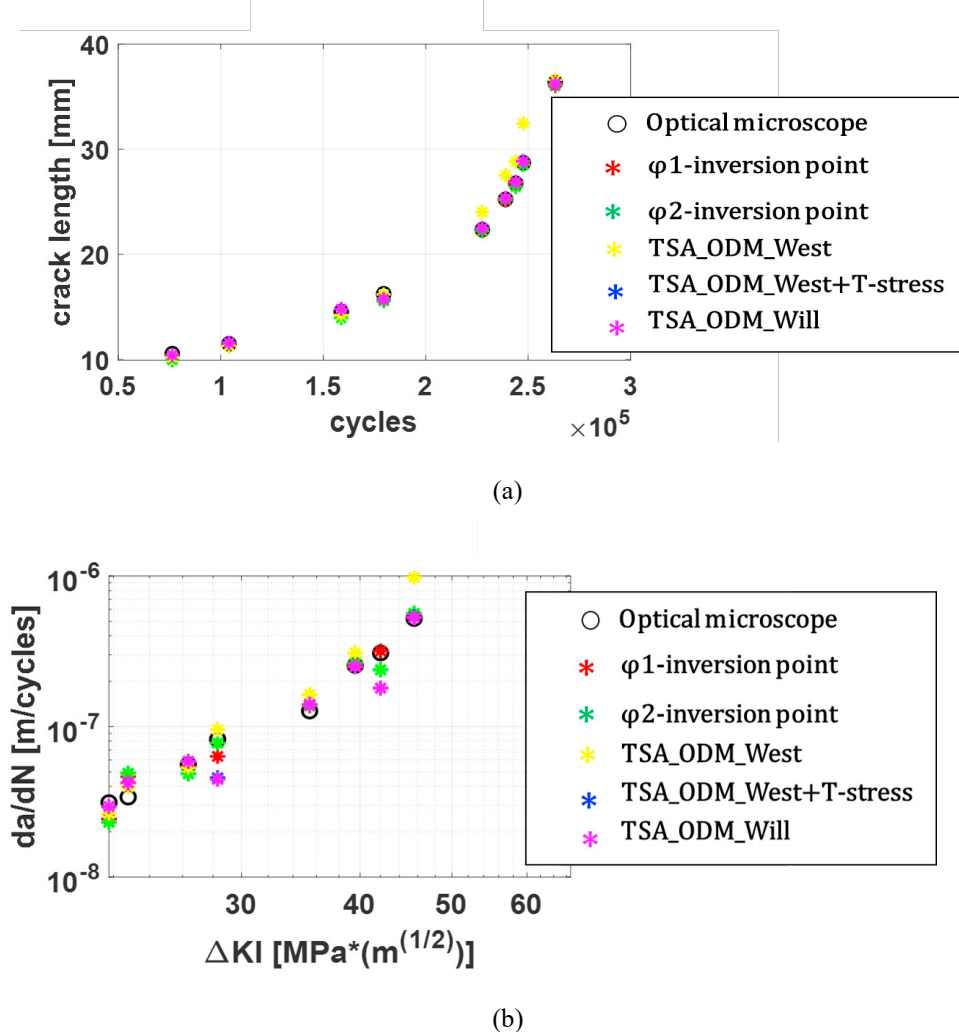 40
30
20
10
crack length [mm]
0.5 1 1.5 2 2.5 3
cycles
×10^5
Optical microscope
φ1-inversion point
φ2-inversion point
TSA_ODM_West
TSA_ODM_West+T-stress
TSA_ODM_Will
(a)
10^-6
10^-7
10^-8
da/dN [m/cycles]
30 40 50 60
ΔKI [MPa*(m^(1/2))]
Optical microscope
φ1-inversion point
φ2-inversion point
TSA_ODM_West
TSA_ODM_West+T-stress
TSA_ODM_Will
(b)